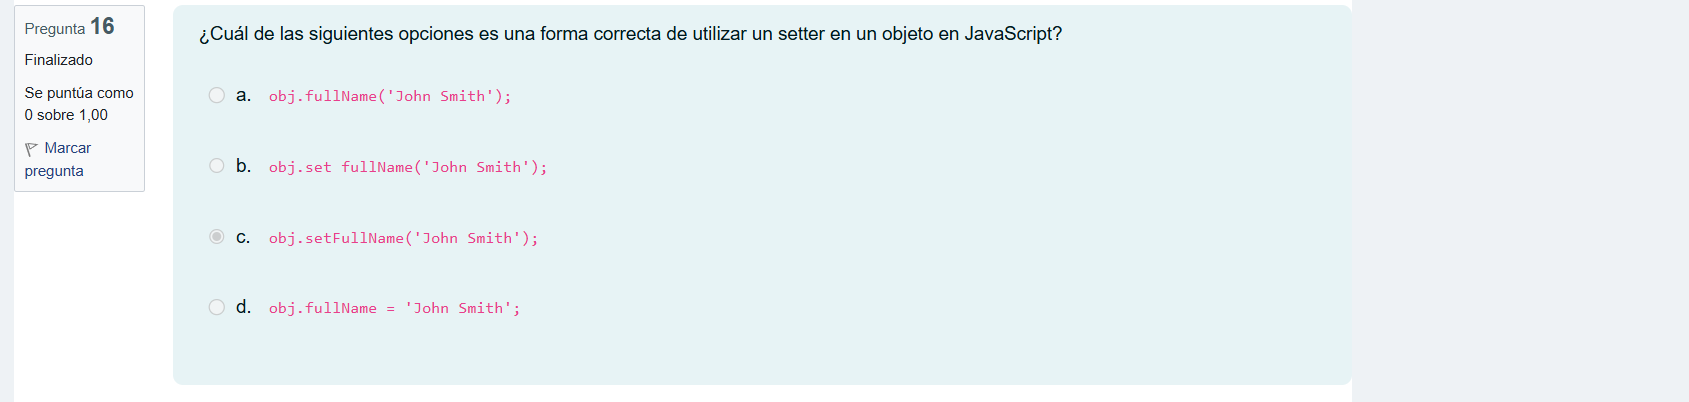 Pregunta 16
Finalizado
Se puntúa como
0 sobre 1,00
Marcar
pregunta
¿Cuál de las siguientes opciones es una forma correcta de utilizar un setter en un objeto en JavaScript?
a. obj.fullName('John Smith');
b. obj.set fullName('John Smith');
c. obj.setFullName('John Smith');
d. obj.fullName = 'John Smith';